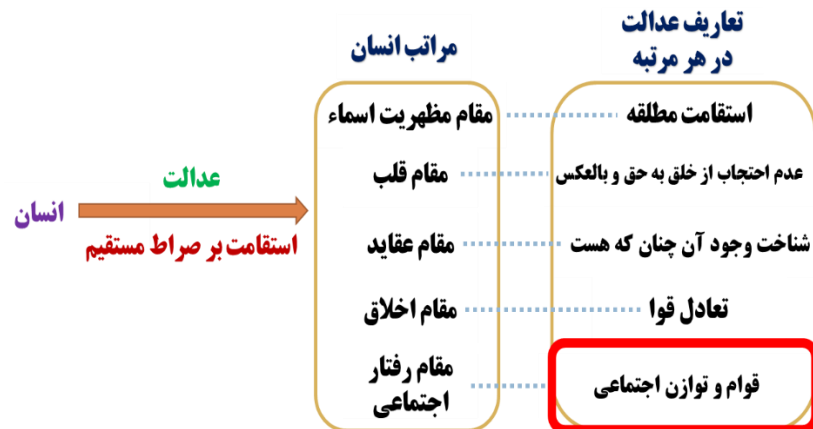 تعاریف عدالت
در هر مرتبه
مراتب انسان
استقامت مطلقه
مقام مظهریت اسماء
عدم احتجاب از خلق به حق و بالعکس
مقام قلب
عدالت
انسان
استقامت بر صراط مستقیم
شناخت وجود آن چنان که هست
مقام عقاید
تعادل قوا
مقام اخلاق
قوام و توازن اجتماعی
مقام رفتار
اجتماعی